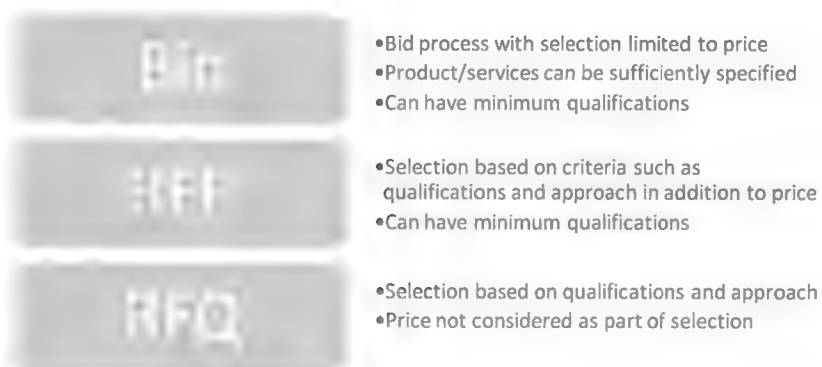 •Bid process with selection limited to price
•Product/services can be sufficiently specified
•Can have minimum qualifications
•Selection based on criteria such as
qualifications and approach in addition to price
•Can have minimum qualifications
RFQ
•Selection based on qualifications and approach
•Price not considered as part of selection